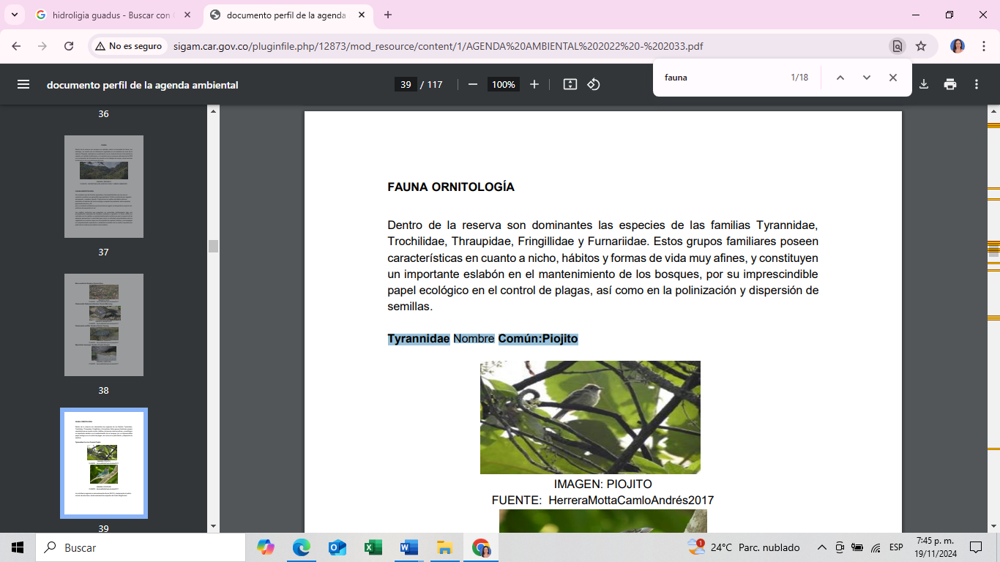 hidroligia guadus - Buscar con
documento perfil de la agenda
No es seguro
sigam.car.gov.co/pluginfile.php/12873/mod_resource/content/1/AGENDA%20AMBIENTAL%202022%20-%202033.pdf
fauna
1/18
documento perfil de la agenda ambiental
39 / 117
100%
36
37
38
39
FAUNA ORNITOLOGÍA
Dentro de la reserva son dominantes las especies de las familias Tyrannidae,
Trochilidae, Thraupidae, Fringillidae y Furnariidae. Estos grupos familiares poseen
características en cuanto a nicho, hábitos y formas de vida muy afines, y constituyen
un importante eslabón en el mantenimiento de los bosques, por su imprescindible
papel ecológico en el control de plagas, así como en la polinización y dispersión de
semillas.
Tyrannidae Nombre Común:Piojito
IMAGEN: PIOJITO
FUENTE: HerreraMottaCamloAndrés2017
Buscar
1
24°C Parc. nublado
ESP
7:45 p. m.
19/11/2024